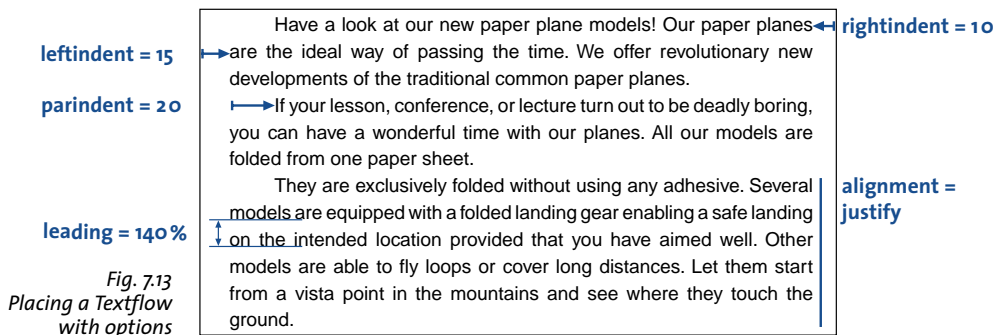 Have a look at our new paper plane models! Our paper planes
rightindent = 10
leftindent = 15
are the ideal way of passing the time. We offer revolutionary new
developments of the traditional common paper planes.
parindent = 20
If your lesson, conference, or lecture turn out to be deadly boring,
you can have a wonderful time with our planes. All our models are
folded from one paper sheet.
They are exclusively folded without using any adhesive. Several
alignment =
justify
models are equipped with a folded landing gear enabling a safe landing
leading = 140%
on the intended location provided that you have aimed well. Other
models are able to fly loops or cover long distances. Let them start
from a vista point in the mountains and see where they touch the
ground.
Fig. 7.13
Placing a Textflow
with options